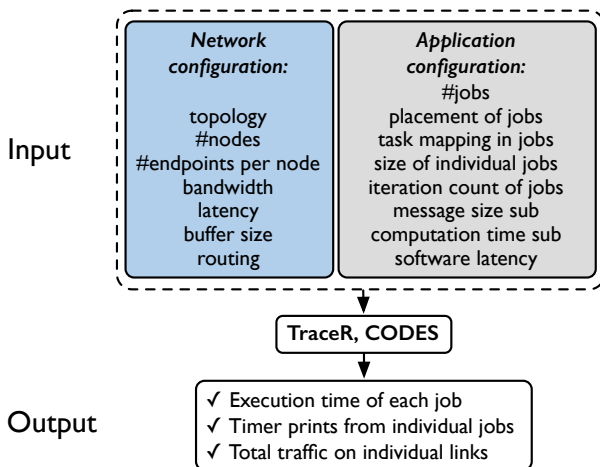 Input
Network
configuration:
topology
#nodes
#endpoints per node
bandwidth
latency
buffer size
routing
Application
configuration:
#jobs
placement of jobs
task mapping in jobs
size of individual jobs
iteration count of jobs
message size sub
computation time sub
software latency
TraceR, CODES
Output
✓ Execution time of each job
✓ Timer prints from individual jobs
✓ Total traffic on individual links